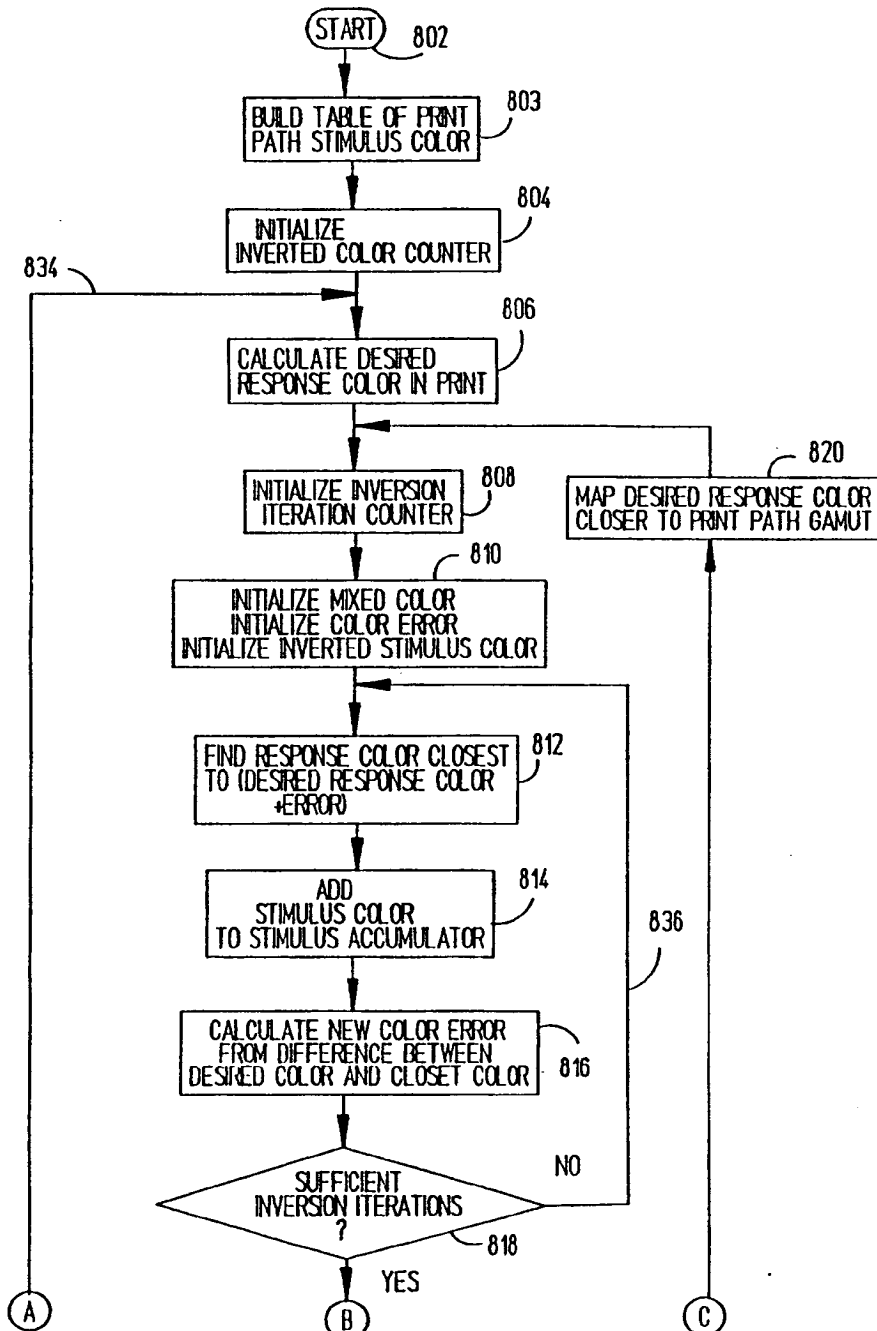 START
802
BUILD TABLE OF PRINT
PATH STIMULUS COLOR
803
804
INITIALIZE
INVERTED COLOR COUNTER
834
806
CALCULATE DESIRED
RESPONSE COLOR IN PRINT
820
MAP DESIRED RESPONSE COLOR
CLOSER TO PRINT PATH GAMUT
808
INITIALIZE INVERSION
ITERATION COUNTER
810
INITIALIZE MIXED COLOR
INITIALIZE COLOR ERROR
INITIALIZE INVERTED STIMULUS COLOR
812
FIND RESPONSE COLOR CLOSEST
TO (DESIRED RESPONSE COLOR
+ERROR)
814
ADD
STIMULUS COLOR
TO STIMULUS ACCUMULATOR
836
CALCULATE NEW COLOR ERROR
FROM DIFFERENCE BETWEEN
DESIRED COLOR AND CLOSET COLOR
816
NO
SUFFICIENT
INVERSION ITERATIONS
?
818
YES
A
B
C